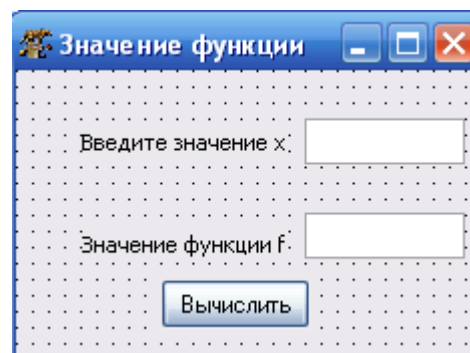 Значение функции
Введите значение x
Значение функции f
Вычислить